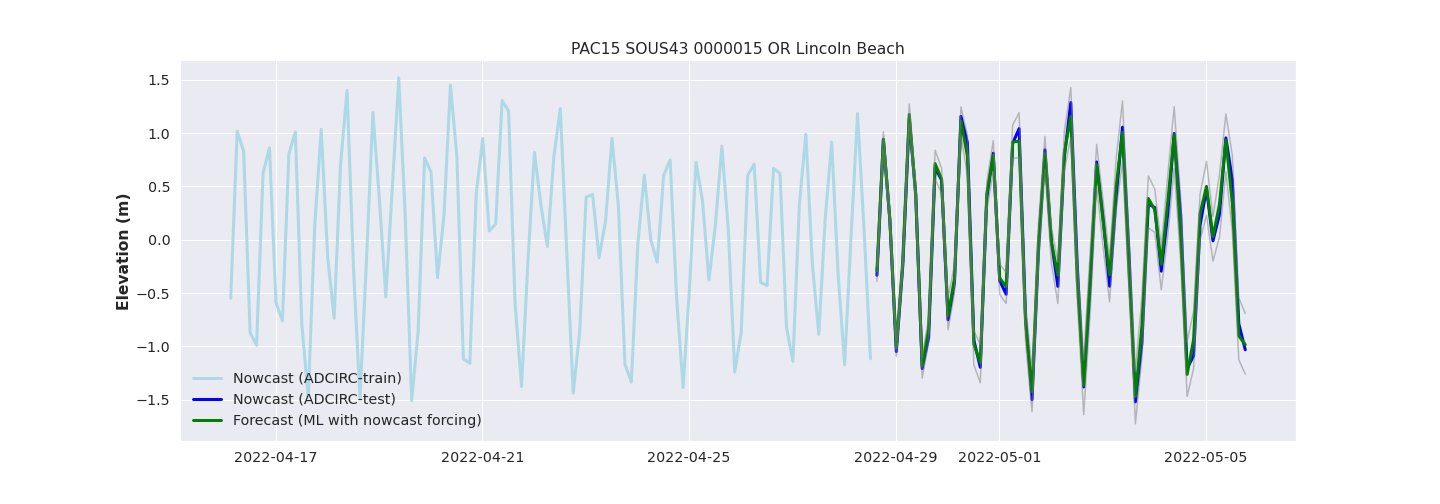 PAC15 SOUS43 0000015 OR Lincoln Beach
Elevation (m)
1.5
1.0
0.5
0.0
−0.5
−1.0
−1.5
Nowcast (ADCIRC-train)
Nowcast (ADCIRC-test)
Forecast (ML with nowcast forcing)
2022-04-17 2022-04-21 2022-04-25 2022-04-29 2022-05-01 2022-05-05